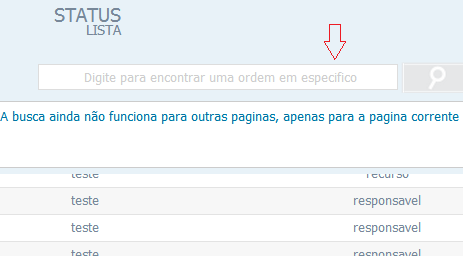 STATUS
LISTA
Digite para encontrar uma ordem em especifico
A busca ainda não funciona para outras paginas, apenas para a pagina corrente
teste recurso
teste responsavel
teste responsavel
teste responsavel